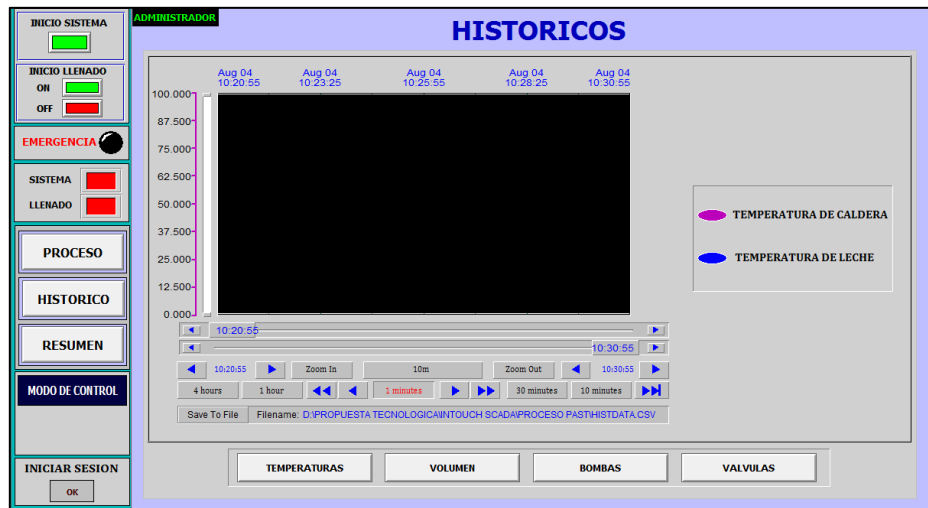 INICIO SISTEMA
ADMINISTRADOR
HISTORICOS
INICIO LLENADO
ON
OFF
EMERGENCIA
SISTEMA
LLENADO
PROCESO
HISTORICO
RESUMEN
MODO DE CONTROL
INICIAR SESION
OK
Aug 04 Aug 04 Aug 04 Aug 04 Aug 04
10:20:55 10:23:25 10:25:55 10:28:25 10:30:55
100.000
87.500
75.000
62.500
50.000
37.500
25.000
12.500
0.000
TEMPERATURA DE CALDERA
TEMPERATURA DE LECHE
10:20:55
10:30:55
10:20:55 Zoom In 10m Zoom Out 10:30:55
4 hours 1 hour 1 minutes 30 minutes 10 minutes
Save To File Filename: D:\PROPUESTA TECNOLOGICA\INTOUCH SCADA\PROCESO PAST\HISTDATA.CSV
TEMPERATURAS VOLUMEN BOMBAS VALVULAS